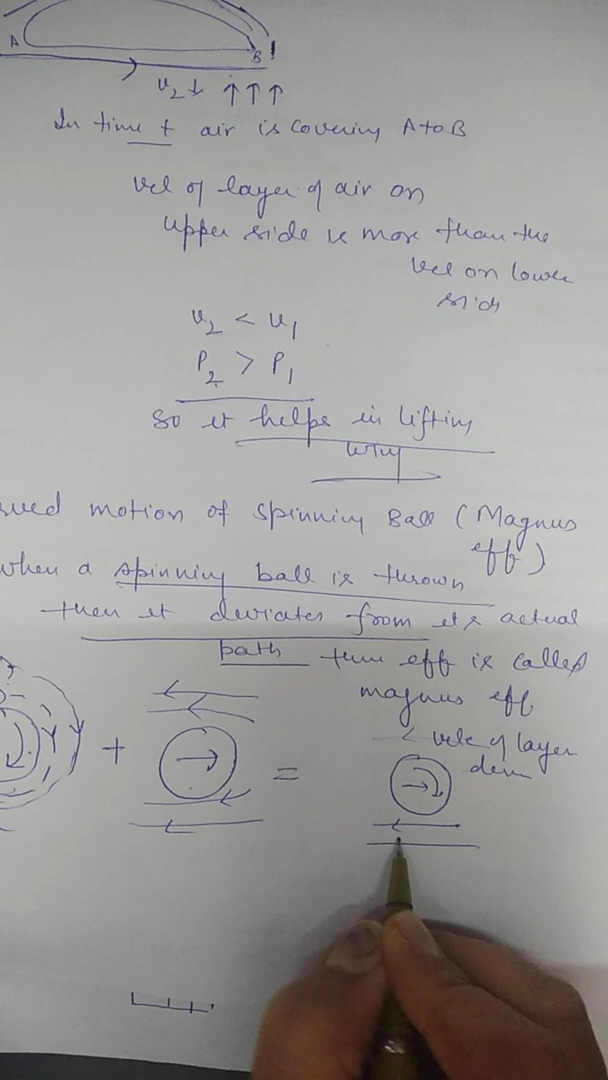 A
B
v₂↓ ↑↑↑
In time t air is covering A to B
vel of layer of air on
upper side is more than the
vel on lower
side
v₂ < v₁
P₂ > P₁
So it helps in lifting
wing
motion of spinning Ball (Magnus
eff)
when a spinning ball is thrown
then it deviates from its actual
path eff is called
magnus eff
of layer
+ =